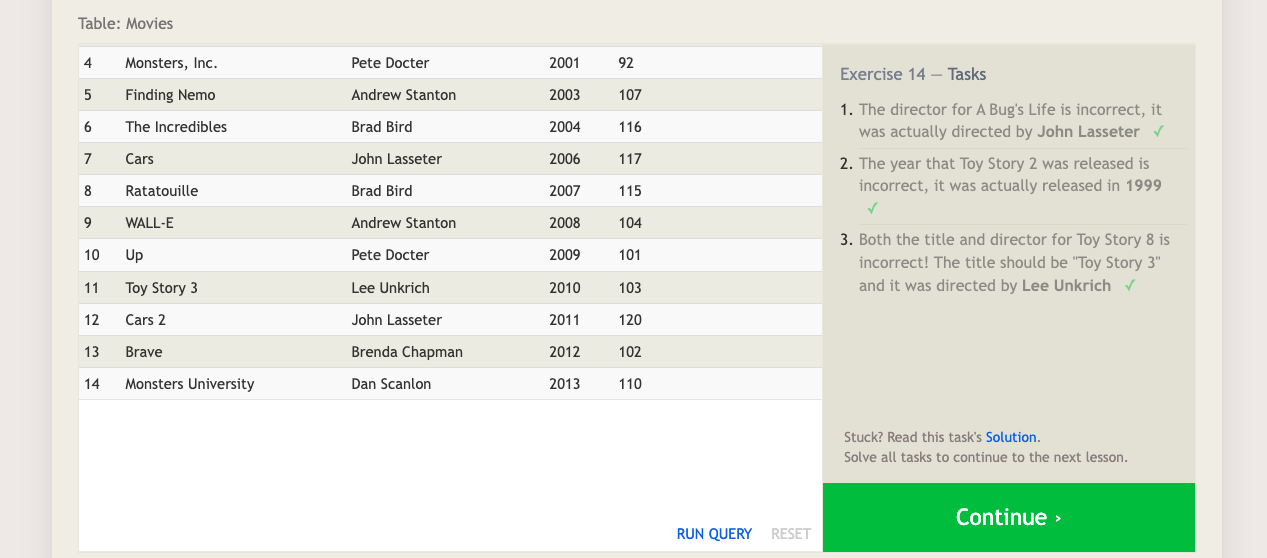 Table: Movies
4 Monsters, Inc. Pete Docter 2001 92
5 Finding Nemo Andrew Stanton 2003 107
6 The Incredibles Brad Bird 2004 116
7 Cars John Lasseter 2006 117
8 Ratatouille Brad Bird 2007 115
9 WALL-E Andrew Stanton 2008 104
10 Up Pete Docter 2009 101
11 Toy Story 3 Lee Unkrich 2010 103
12 Cars 2 John Lasseter 2011 120
13 Brave Brenda Chapman 2012 102
14 Monsters University Dan Scanlon 2013 110
RUN QUERY RESET
Exercise 14 — Tasks
1. The director for A Bug's Life is incorrect, it
was actually directed by John Lasseter ✓
2. The year that Toy Story 2 was released is
incorrect, it was actually released in 1999
✓
3. Both the title and director for Toy Story 8 is
incorrect! The title should be "Toy Story 3"
and it was directed by Lee Unkrich ✓
Stuck? Read this task's Solution.
Solve all tasks to continue to the next lesson.
Continue ›